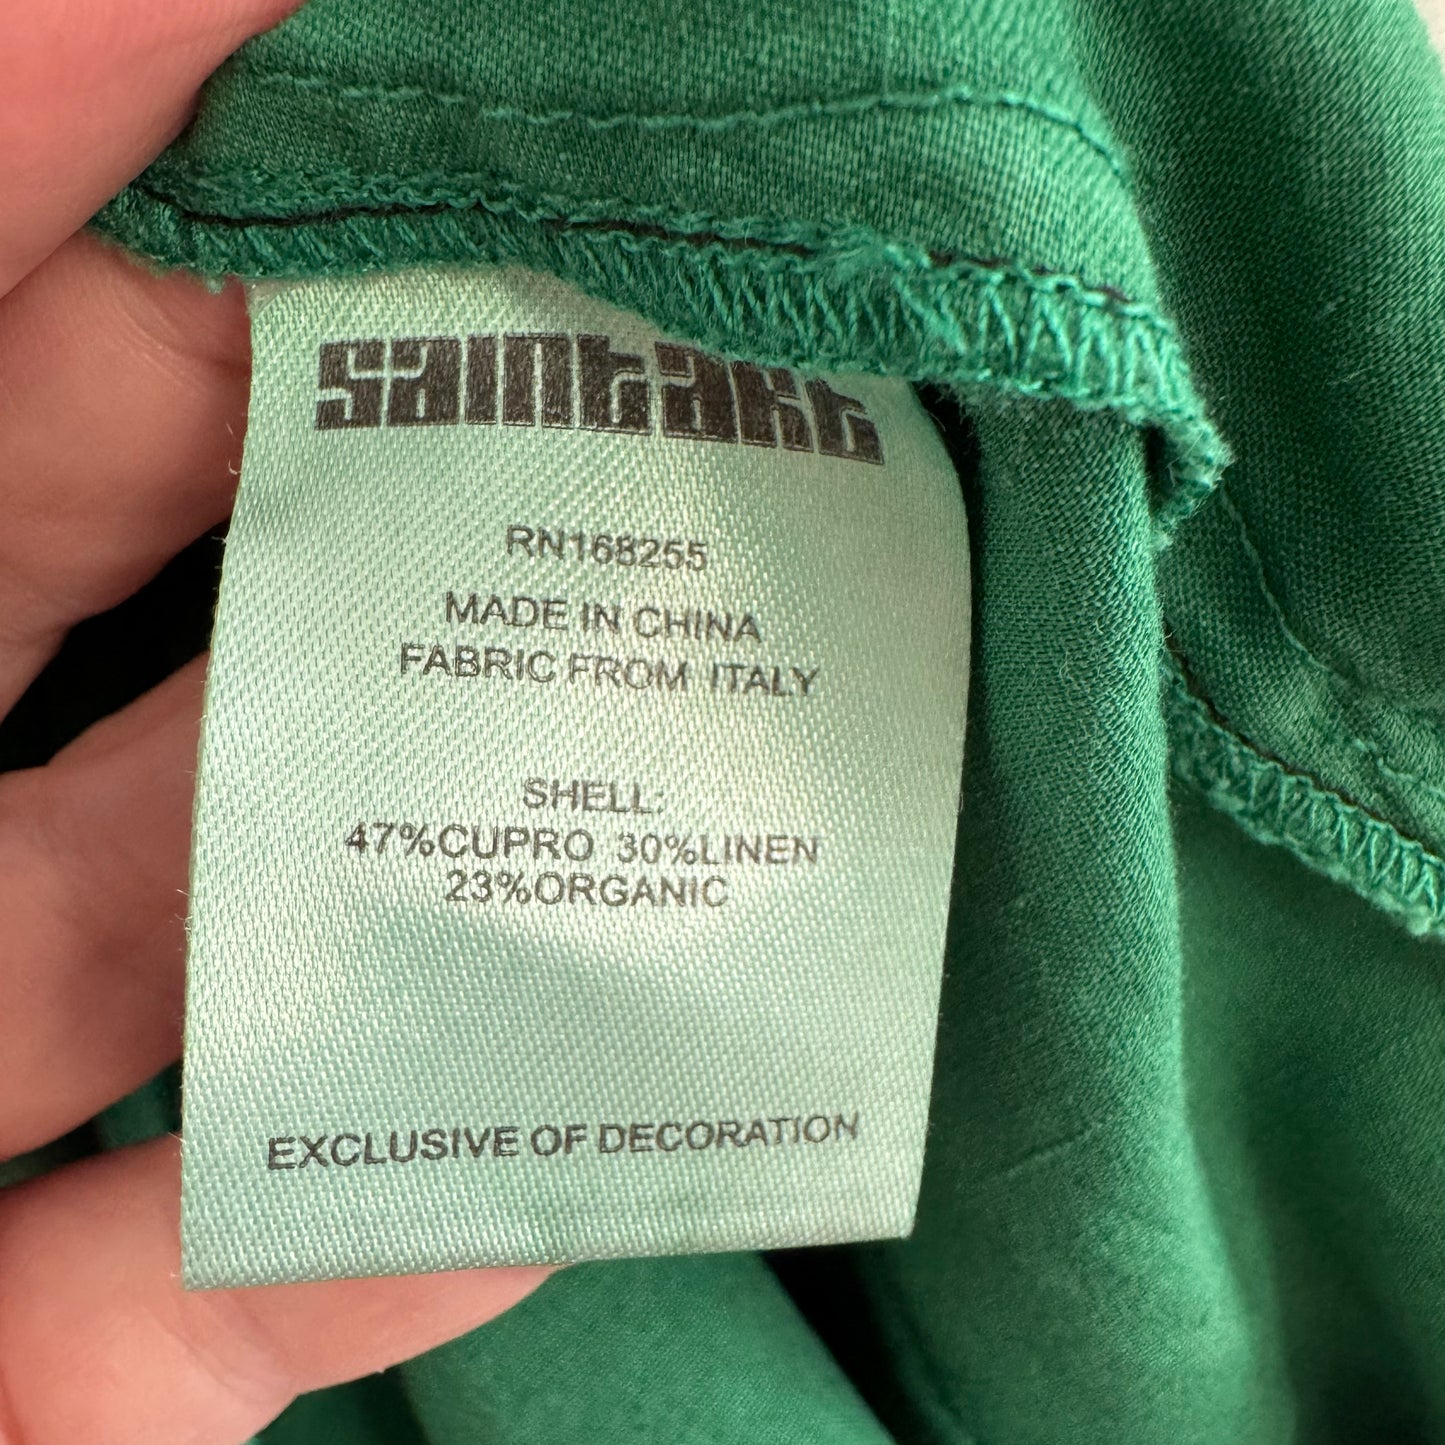 saintart
RN168255
MADE IN CHINA
FABRIC FROM ITALY
SHELL:
47%CUPRO 30%LINEN
23%ORGANIC
EXCLUSIVE OF DECORATION